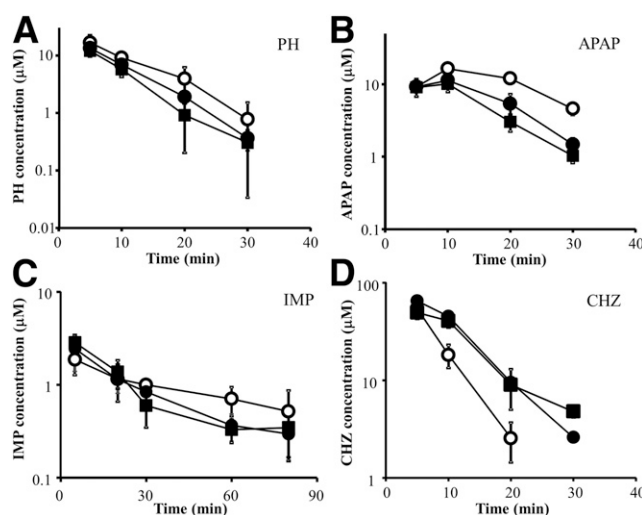 A
PH
PH concentration (μM)
100
10
1
0.1
0.01
0 10 20 30 40
Time (min)
B
APAP
APAP concentration (μM)
100
10
1
0.1
0 10 20 30 40
Time (min)
C
IMP
IMP concentration (μM)
10
1
0.1
0 30 60 90
Time (min)
D
CHZ
CHZ concentration (μM)
100
10
1
0 10 20 30 40
Time (min)